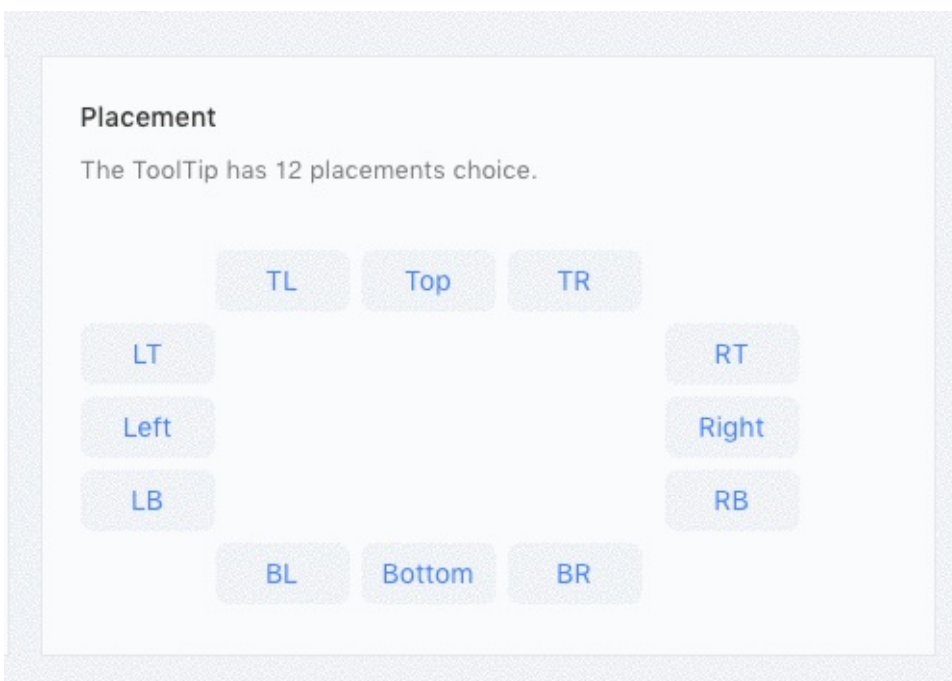 Placement
The ToolTip has 12 placements choice.
TL Top TR
LT RT
Left Right
LB RB
BL Bottom BR